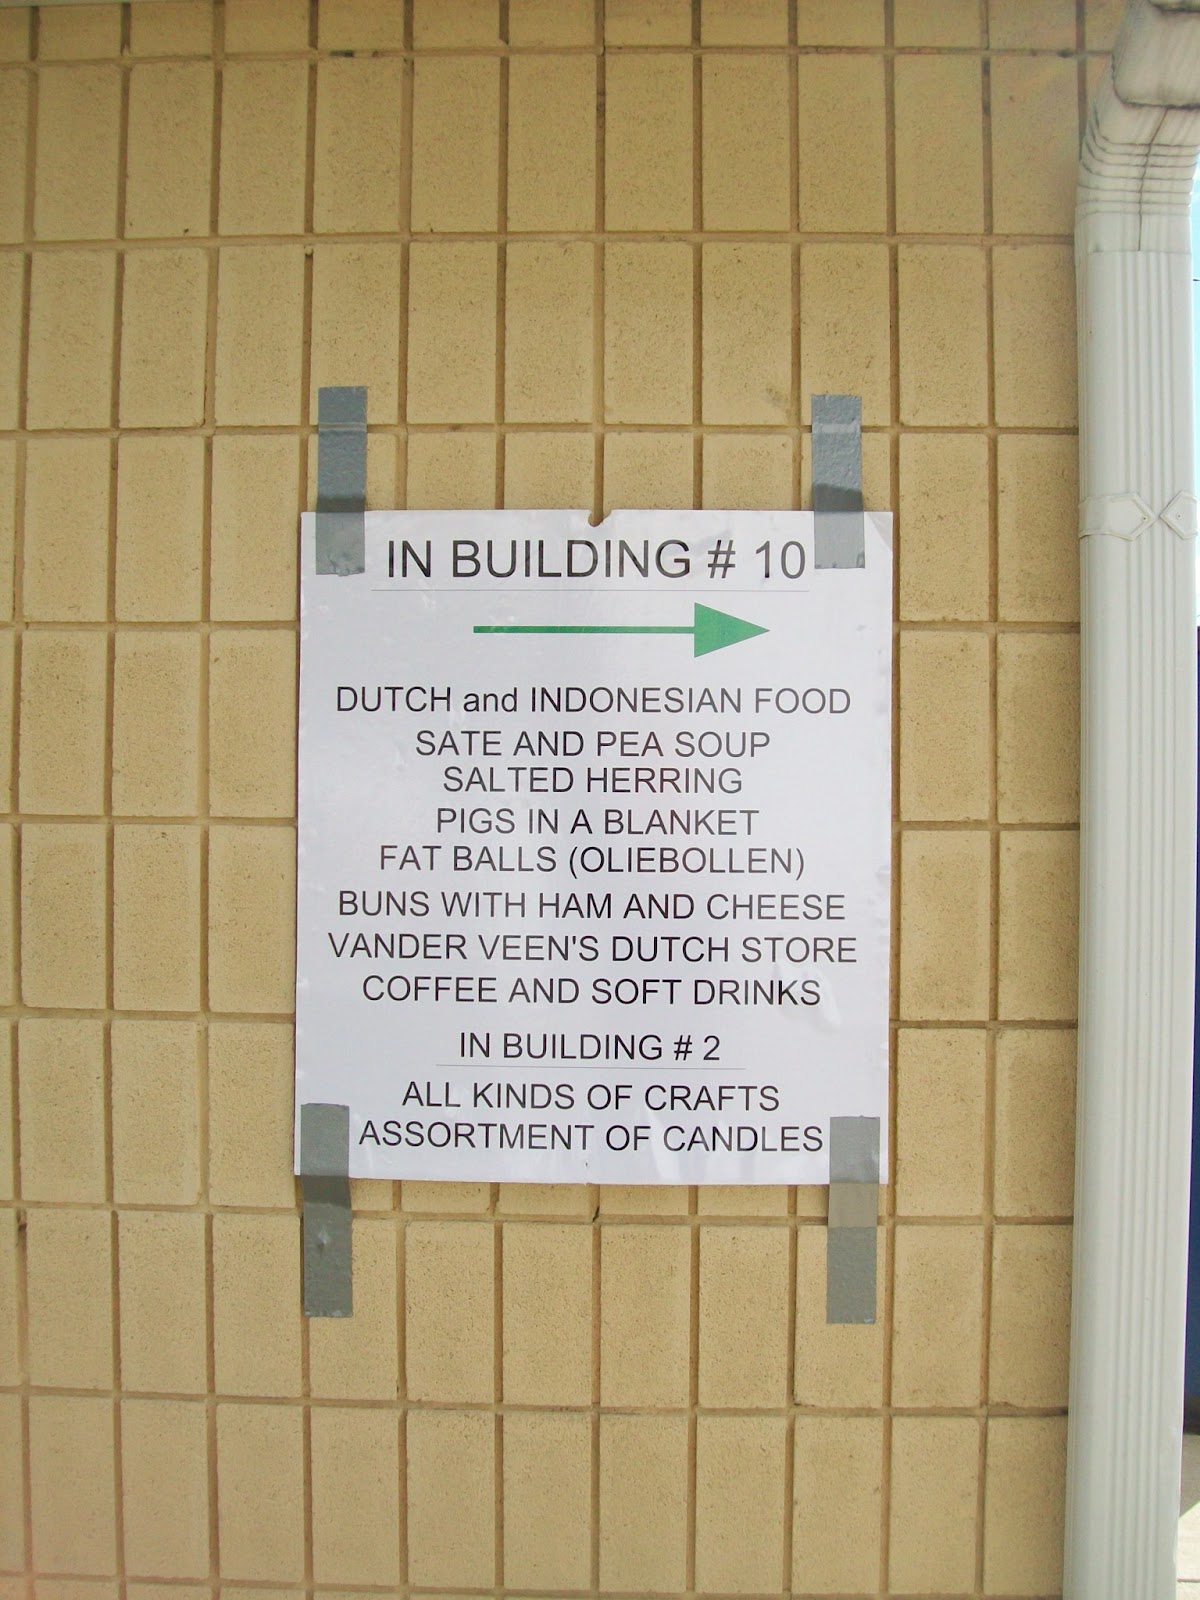 IN BUILDING # 10
DUTCH and INDONESIAN FOOD
SATE AND PEA SOUP
SALTED HERRING
PIGS IN A BLANKET
FAT BALLS (OLIEBOLLEN)
BUNS WITH HAM AND CHEESE
VANDER VEEN'S DUTCH STORE
COFFEE AND SOFT DRINKS
IN BUILDING # 2
ALL KINDS OF CRAFTS
ASSORTMENT OF CANDLES